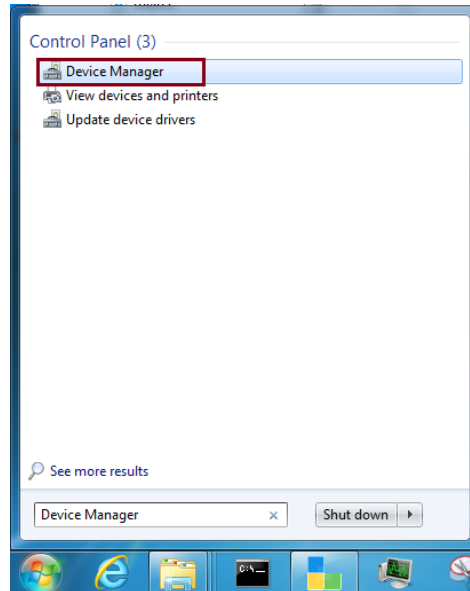 Control Panel (3)
Device Manager
View devices and printers
Update device drivers
See more results
Device Manager
Shut down
C:\_